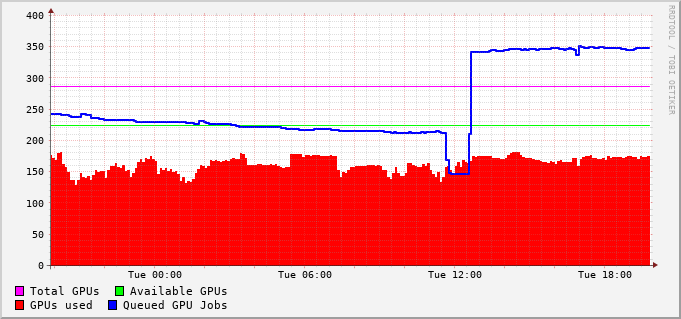 400
350
300
250
200
150
100
50
0
Tue 00:00 Tue 06:00 Tue 12:00 Tue 18:00
Total GPUs Available GPUs
GPUs used Queued GPU Jobs
RRDTOOL / TOBI OETIKER